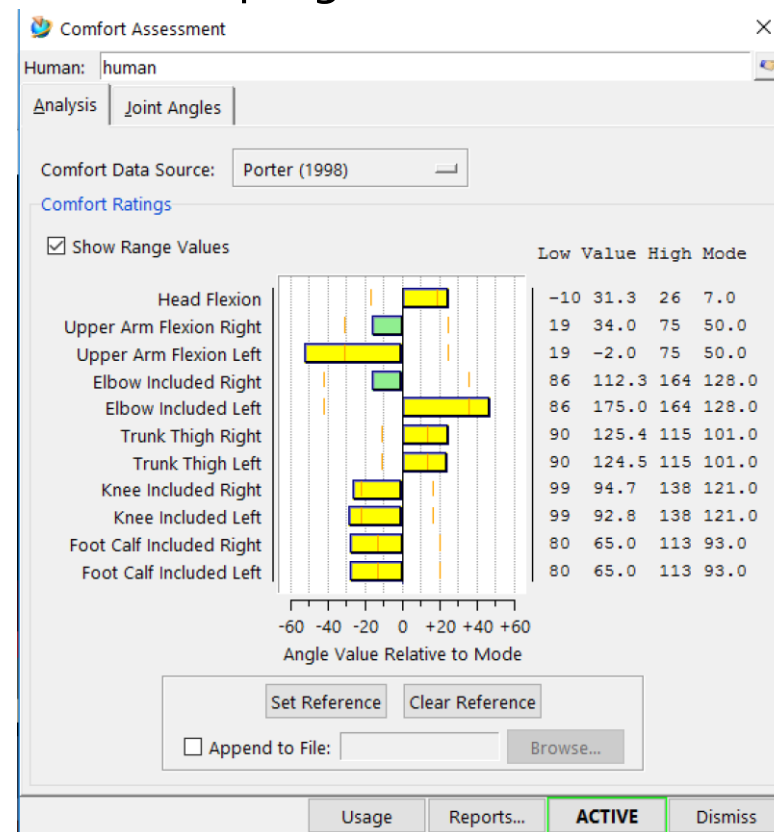 Comfort Assessment
Human: human
Analysis Joint Angles
Comfort Data Source: Porter (1998)
Comfort Ratings
Show Range Values
Low Value High Mode
Head Flexion -10 31.3 26 7.0
Upper Arm Flexion Right 19 34.0 75 50.0
Upper Arm Flexion Left 19 -2.0 75 50.0
Elbow Included Right 86 112.3 164 128.0
Elbow Included Left 86 175.0 164 128.0
Trunk Thigh Right 90 125.4 115 101.0
Trunk Thigh Left 90 124.5 115 101.0
Knee Included Right 99 94.7 138 121.0
Knee Included Left 99 92.8 138 121.0
Foot Calf Included Right 80 65.0 113 93.0
Foot Calf Included Left 80 65.0 113 93.0
-60 -40 -20 0 +20 +40 +60
Angle Value Relative to Mode
Set Reference Clear Reference
Append to File: Browse...
Usage Reports... ACTIVE Dismiss